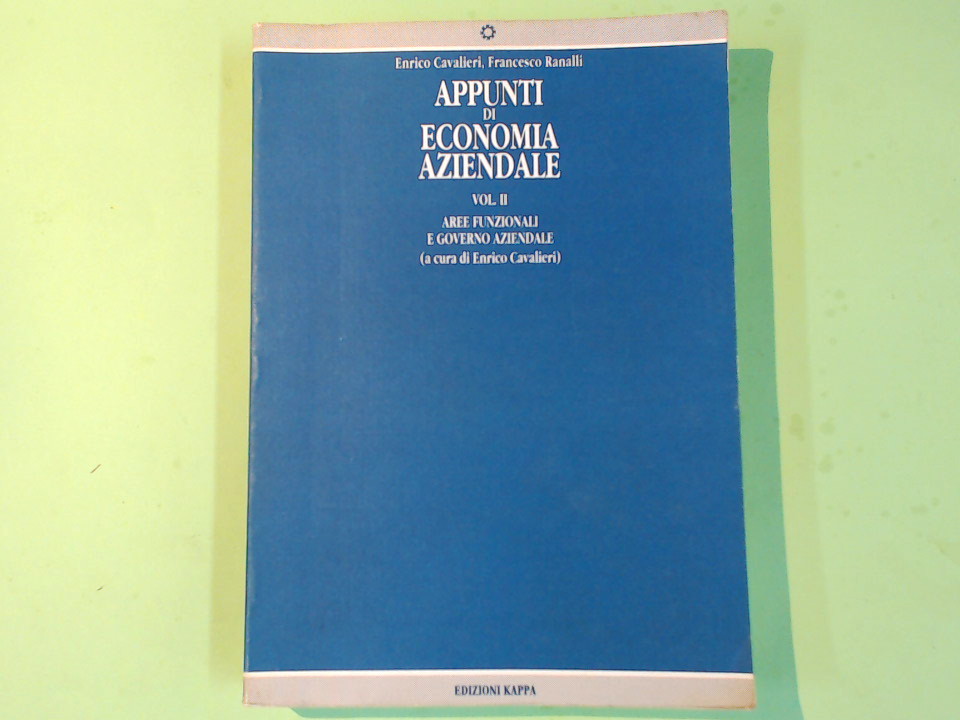 Enrico Cavalieri, Francesco Ranalli
APPUNTI
DI
ECONOMIA
AZIENDALE
VOL. II
AREE FUNZIONALI
E GOVERNO AZIENDALE
(a cura di Enrico Cavalieri)
EDIZIONI KAPPA